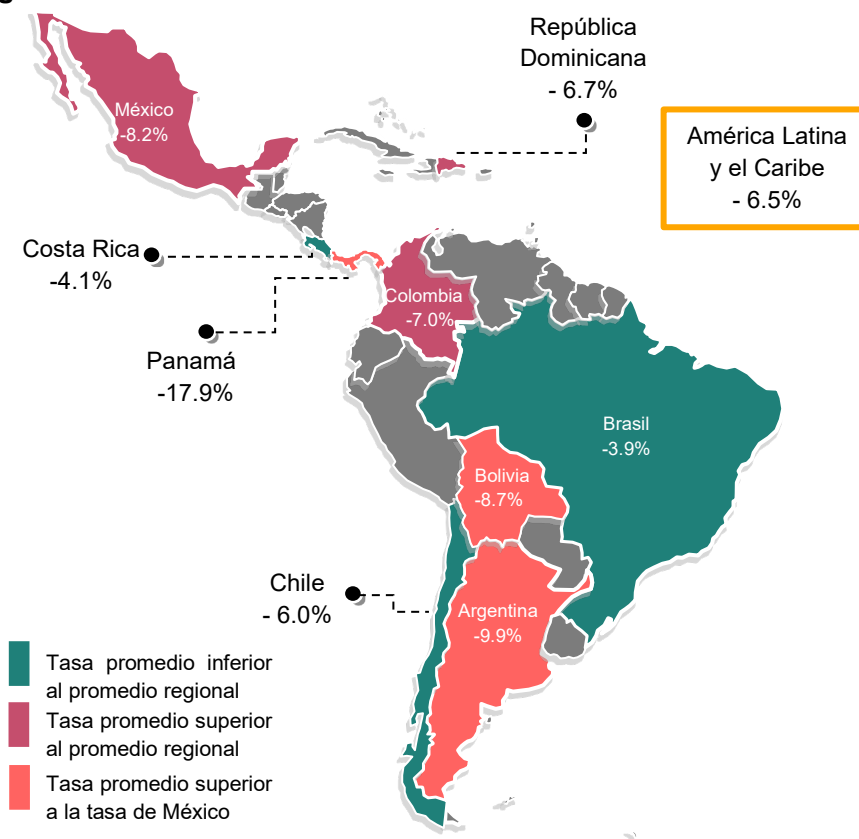 República
Dominicana
- 6.7%
América Latina
y el Caribe
- 6.5%
México
-8.2%
Costa Rica
-4.1%
Colombia
-7.0%
Panamá
-17.9%
Brasil
-3.9%
Bolivia
-8.7%
Chile
- 6.0%
Argentina
-9.9%
Tasa promedio inferior
al promedio regional
Tasa promedio superior
al promedio regional
Tasa promedio superior
a la tasa de México